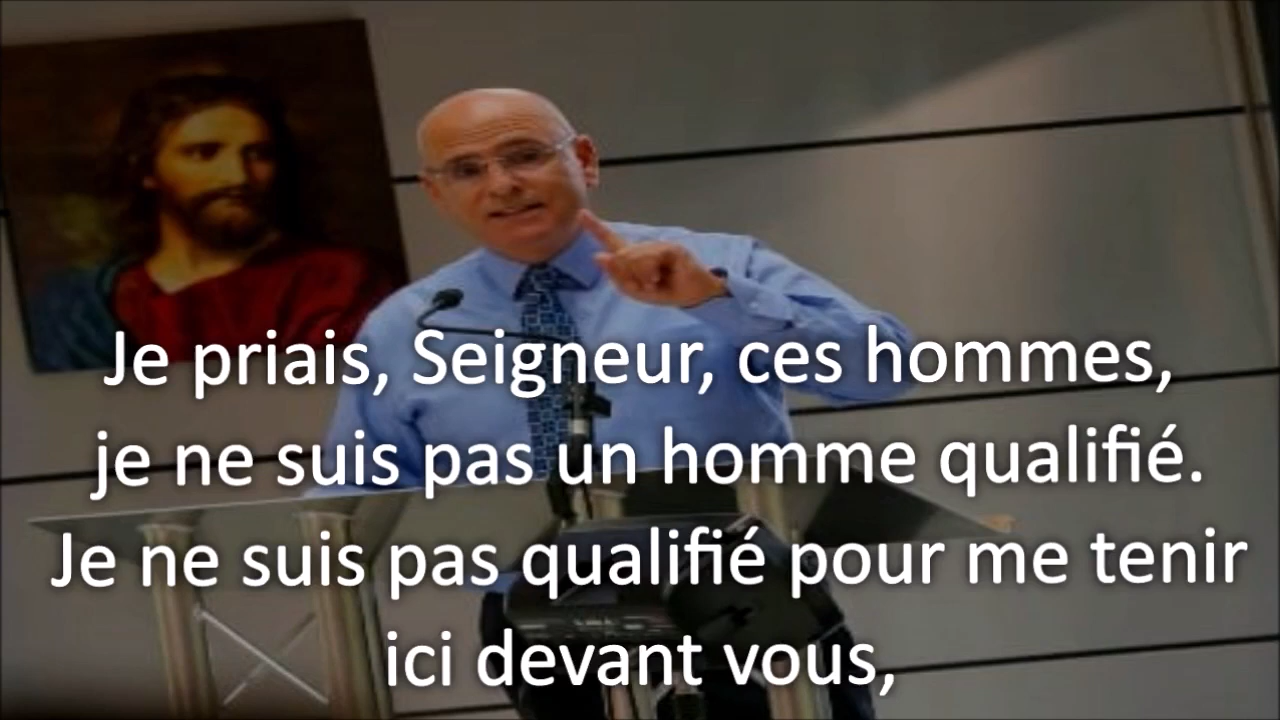 Je priais, Seigneur, ces hommes,
je ne suis pas un homme qualifié.
Je ne suis pas qualifié pour me tenir
ici devant vous,